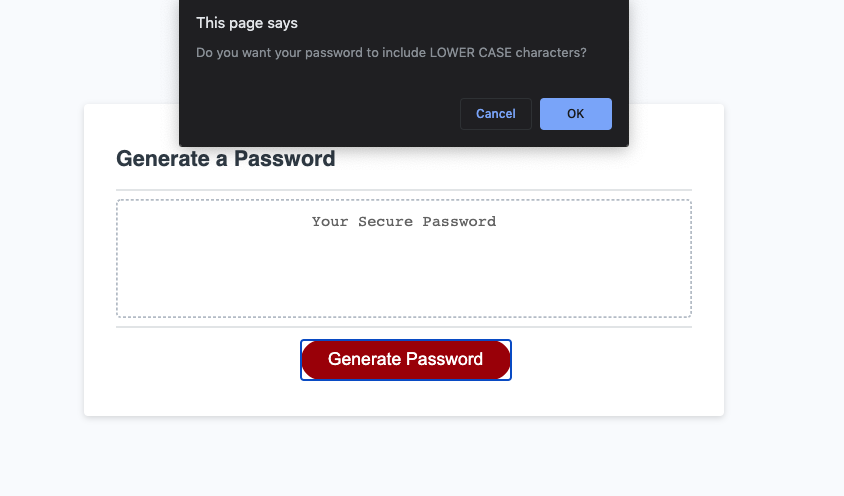 This page says
Do you want your password to include LOWER CASE characters?
Cancel OK
Generate a Password
Your Secure Password
Generate Password